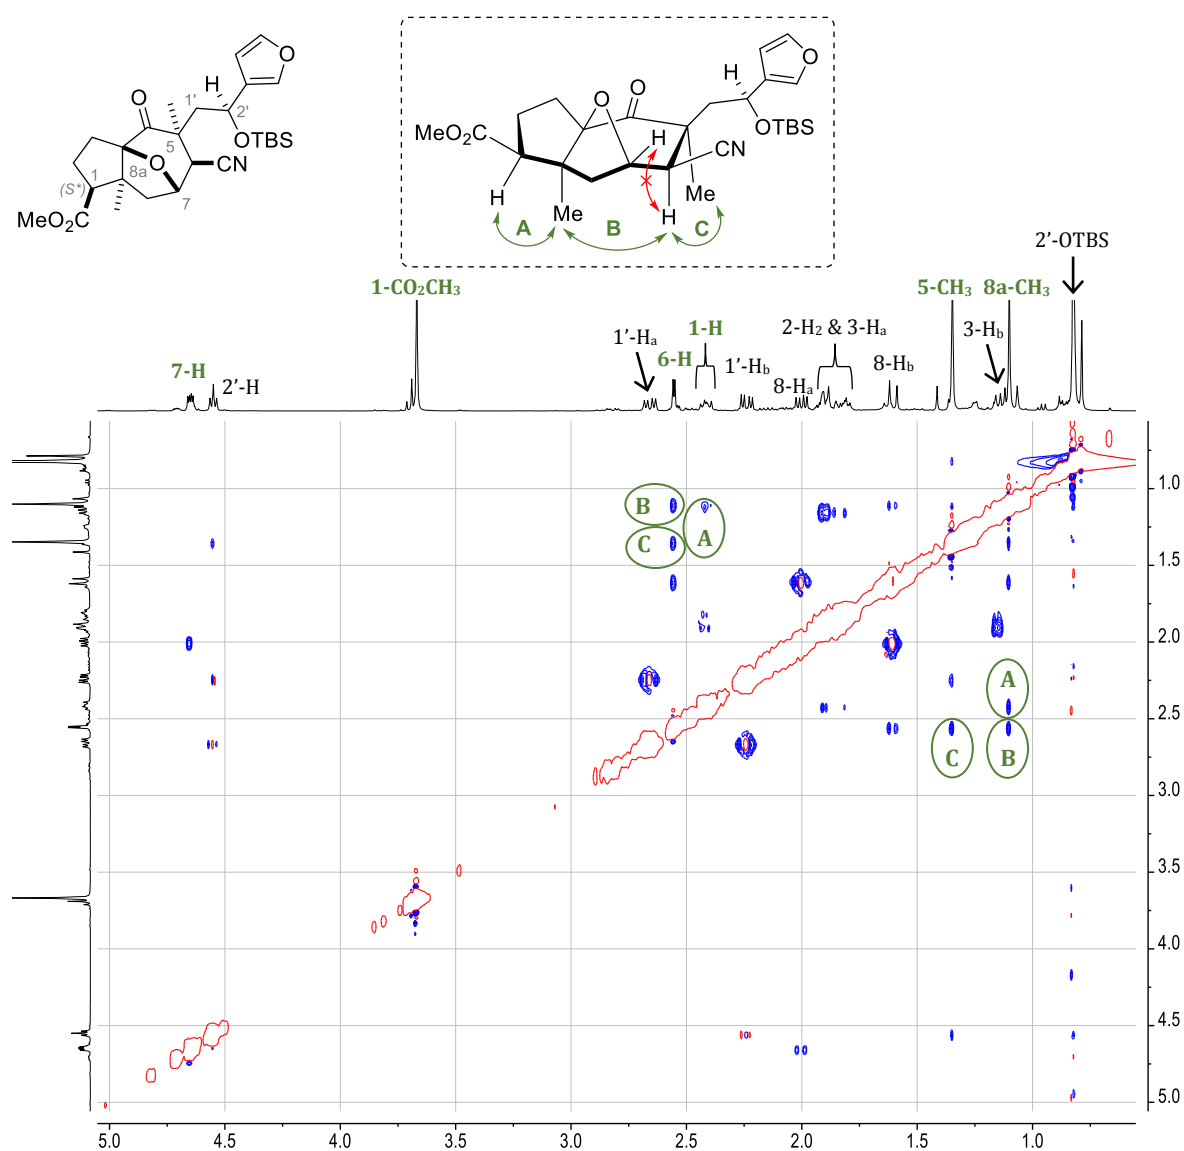 O
H
O
1'
2'
OTBS
5
CN
8a
O
(S*)
1
7
MeO₂C
O
H
O
O
OTBS
MeO₂C
H
CN
H
Me
Me
H
A
B
C
2’-OTBS
1-CO₂CH₃
5-CH₃
8a-CH₃
1’-Hₐ
1-H
2-H₂ & 3-Hₐ
3-H_b
7-H
2’-H
6-H
1’-H_b
8-Hₐ
8-H_b
1.0
B
C
A
1.5
2.0
A
2.5
C
B
3.0
3.5
4.0
4.5
5.0
5.0 4.5 4.0 3.5 3.0 2.5 2.0 1.5 1.0